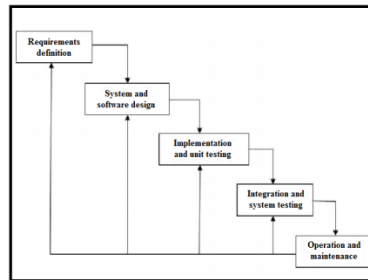 Requirements
definition
System and
software design
Implementation
and unit testing
Integration and
system testing
Operation and
maintenance